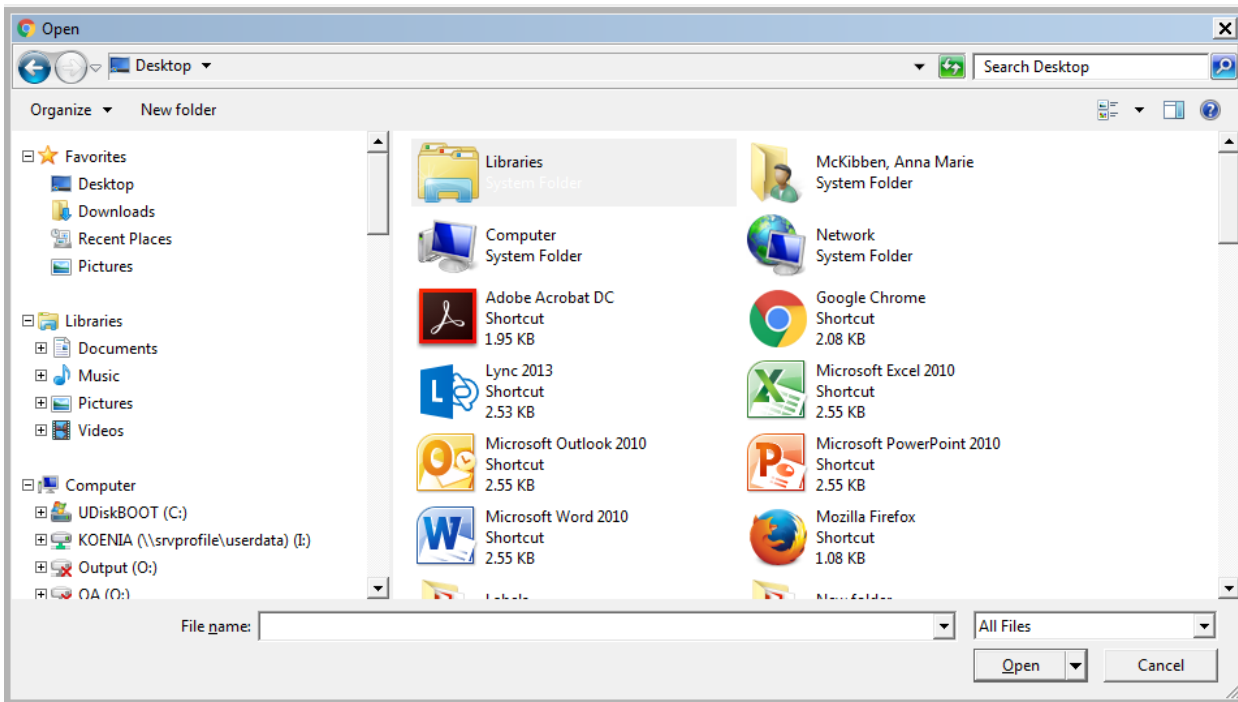 Open
Desktop
Search Desktop
Organize
New folder
Favorites
Desktop
Downloads
Recent Places
Pictures
Libraries
Documents
Music
Pictures
Videos
Computer
UDiskBOOT (C:)
KOENIA (\\srvprofile\userdata) (I:)
Output (O:)
Libraries
System Folder
McKibben, Anna Marie
System Folder
Computer
System Folder
Network
System Folder
Adobe Acrobat DC
Shortcut
1.95 KB
Google Chrome
Shortcut
2.08 KB
Lync 2013
Shortcut
2.53 KB
Microsoft Excel 2010
Shortcut
2.55 KB
Microsoft Outlook 2010
Shortcut
2.55 KB
Microsoft PowerPoint 2010
Shortcut
2.55 KB
Microsoft Word 2010
Shortcut
2.55 KB
Mozilla Firefox
Shortcut
1.08 KB
Labels
New folder
File name:
All Files
Open
Cancel